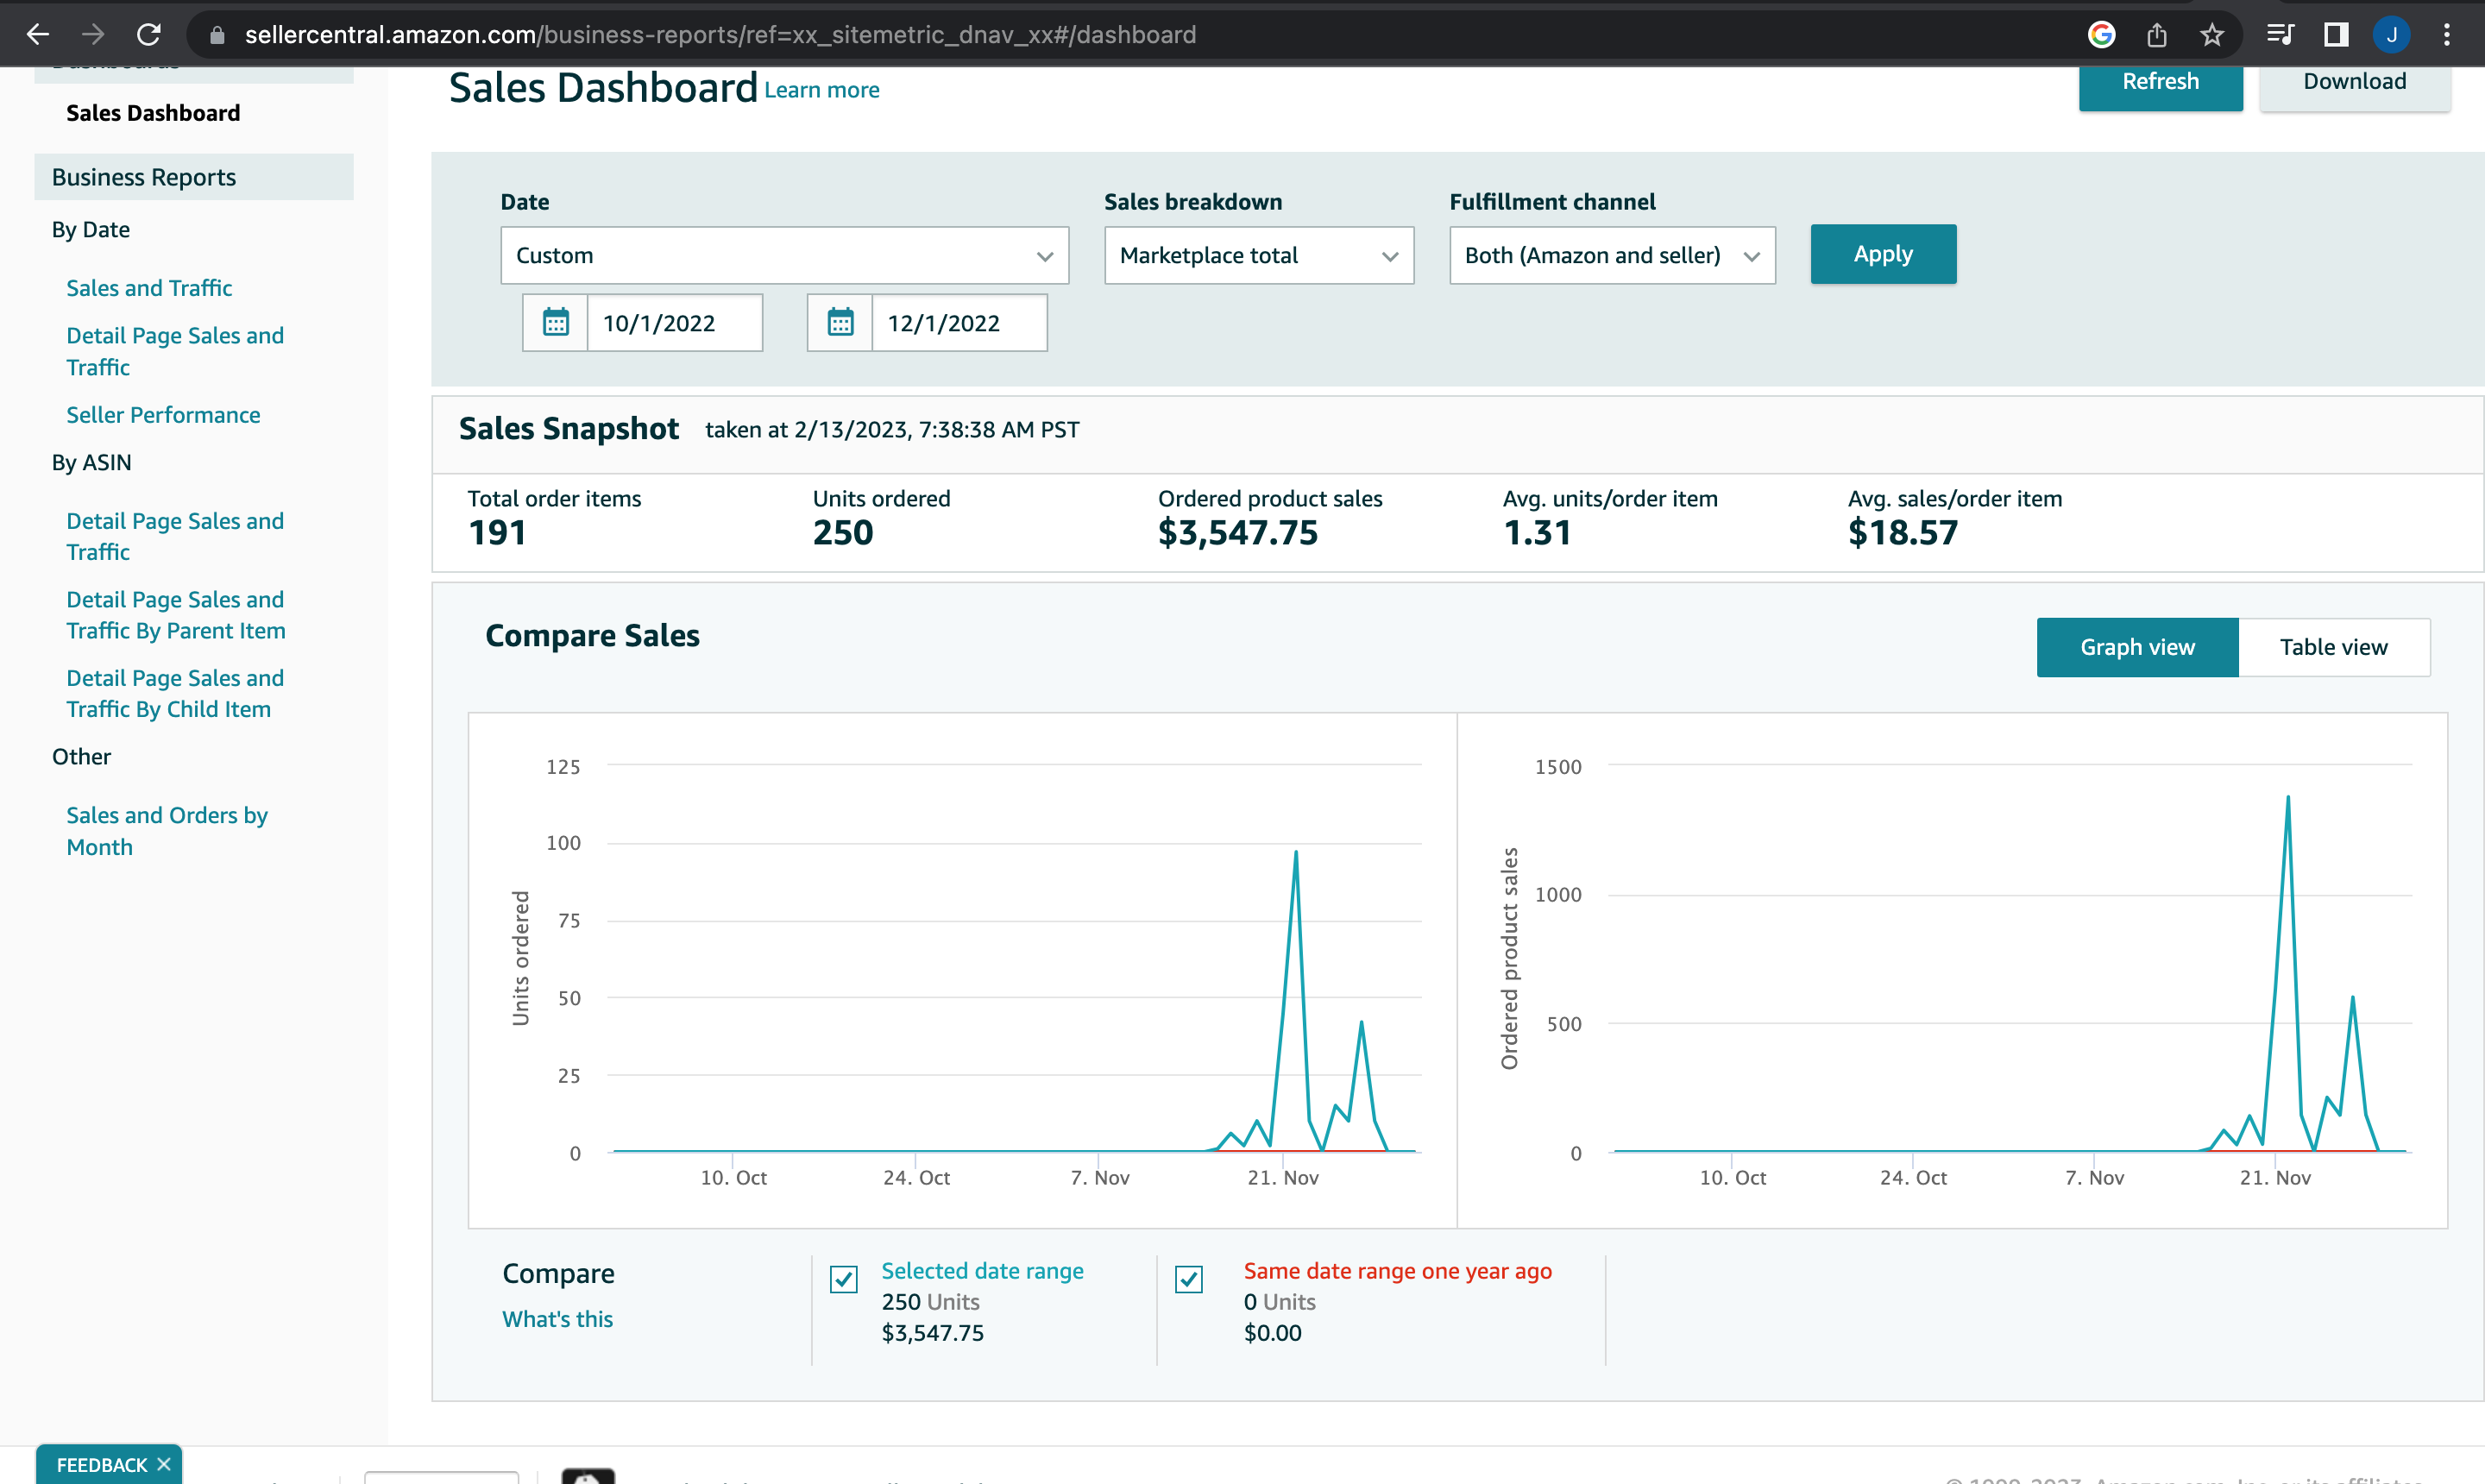 sellercentral.amazon.com/business-reports/ref=xx_sitemetric_dnav_xx#/dashboard
J
Dashboards
Sales Dashboard
Business Reports
By Date
Sales and Traffic
Detail Page Sales and
Traffic
Seller Performance
By ASIN
Detail Page Sales and
Traffic
Detail Page Sales and
Traffic By Parent Item
Detail Page Sales and
Traffic By Child Item
Other
Sales and Orders by
Month
Sales Dashboard Learn more
Refresh
Download
Date
Sales breakdown
Fulfillment channel
Custom
Marketplace total
Both (Amazon and seller)
Apply
10/1/2022
12/1/2022
Sales Snapshot taken at 2/13/2023, 7:38:38 AM PST
Total order items
191
Units ordered
250
Ordered product sales
$3,547.75
Avg. units/order item
1.31
Avg. sales/order item
$18.57
Compare Sales
Graph view
Table view
Units ordered
125
100
75
50
25
0
10. Oct
24. Oct
7. Nov
21. Nov
Ordered product sales
1500
1000
500
0
10. Oct
24. Oct
7. Nov
21. Nov
Compare
What's this
Selected date range
250 Units
$3,547.75
Same date range one year ago
0 Units
$0.00
FEEDBACK
© 1999-2023, Amazon.com, Inc. or its affiliates